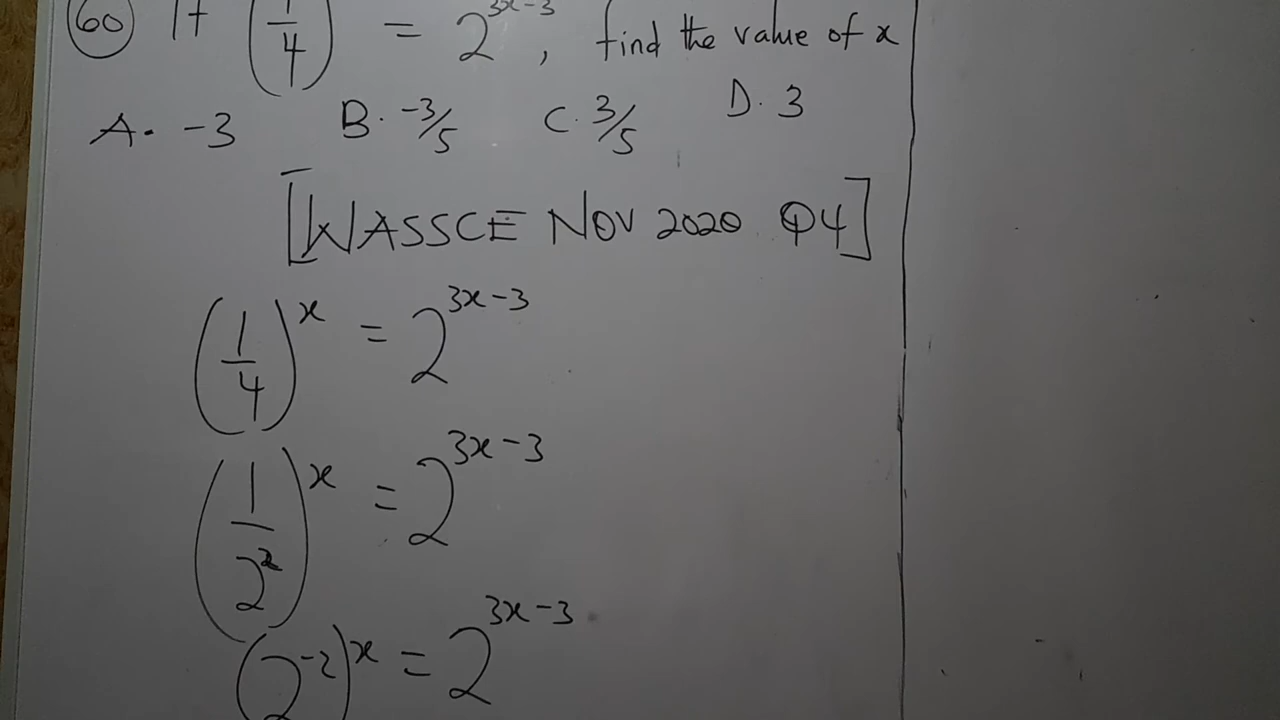 60 If (1/4) = 2^{3x-3}, find the value of x
A. -3 B. -3/5 C. 3/5 D. 3
[WASSCE NOV 2020 Q4]
(1/4)^x = 2^{3x-3}
(1/2^2)^x = 2^{3x-3}
(2^{-2})^x = 2^{3x-3}